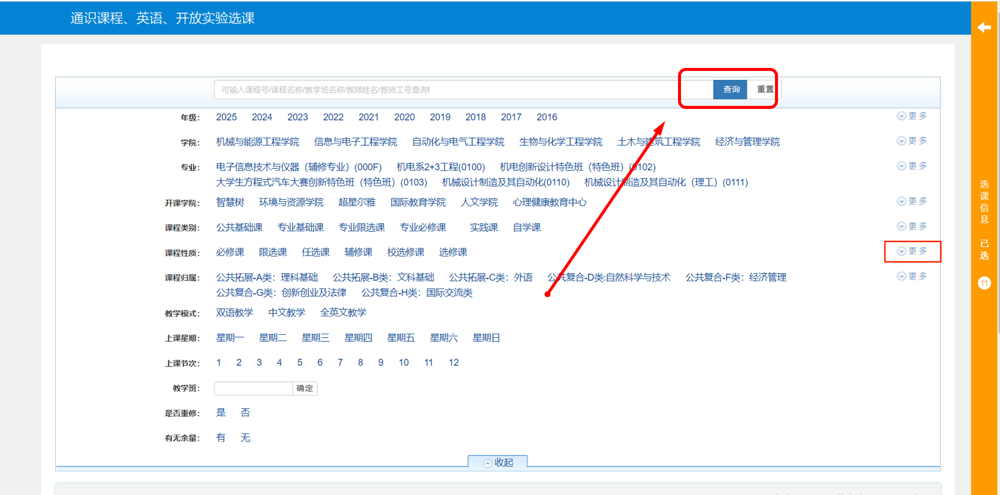 通识课程、英语、开放实验选课
可输入课程号/课程名称/教学班名称/教师姓名/教师工号查询! 查询 重置
年级: 2025 2024 2023 2022 2021 2020 2019 2018 2017 2016 更多
学院: 机械与能源工程学院 信息与电子工程学院 自动化与电气工程学院 生物与化学工程学院 土木与建筑工程学院 经济与管理学院 更多
专业: 电子信息技术与仪器（辅修专业）(000F) 机电系2+3工程(0100) 机电创新设计特色班（特色班）(0102) 更多
大学生方程式汽车大赛创新特色班（特色班）(0103) 机械设计制造及其自动化(0110) 机械设计制造及其自动化（理工）(0111)
开课学院: 智慧树 环境与资源学院 超星尔雅 国际教育学院 人文学院 心理健康教育中心 更多
课程类别: 公共基础课 专业基础课 专业限选课 专业必修课 实践课 自学课 更多
课程性质: 必修课 限选课 任选课 辅修课 校选修课 选修课 更多
课程归属: 公共拓展-A类：理科基础 公共拓展-B类：文科基础 公共拓展-C类：外语 公共复合-D类:自然科学与技术 公共复合-F类：经济管理 更多
公共复合-G类：创新创业及法律 公共复合-H类：国际交流类
教学模式: 双语教学 中文教学 全英文教学
上课星期: 星期一 星期二 星期三 星期四 星期五 星期六 星期日
上课节次: 1 2 3 4 5 6 7 8 9 10 11 12
教学班: 确定
是否重修: 是 否
有无余量: 有 无
收起
选课信息
已选
11